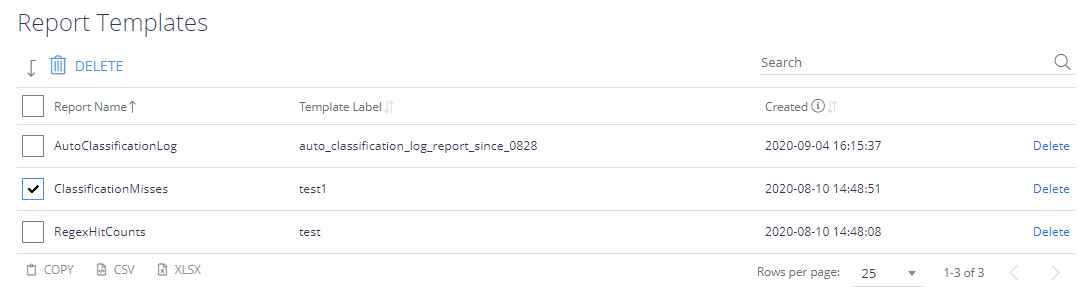 Report Templates
DELETE
Search
Report Name Template Label Created
AutoClassificationLog auto_classification_log_report_since_0828 2020-09-04 16:15:37 Delete
ClassificationMisses test1 2020-08-10 14:48:51 Delete
RegexHitCounts test 2020-08-10 14:48:08 Delete
COPY CSV XLSX Rows per page: 25 1-3 of 3